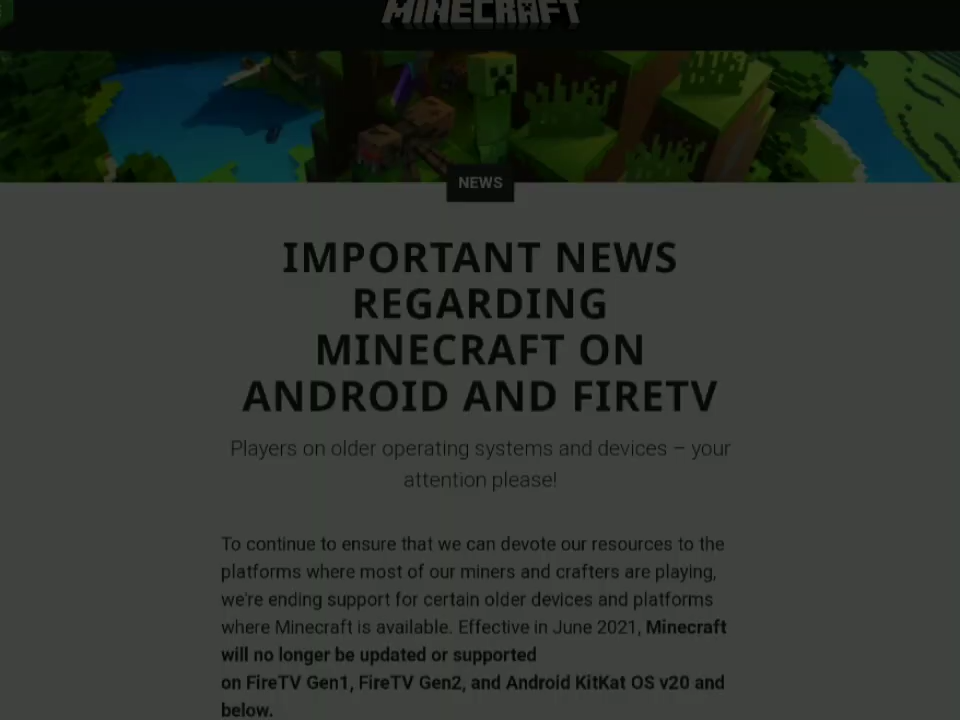 MINECRAFT
NEWS
IMPORTANT NEWS
REGARDING
MINECRAFT ON
ANDROID AND FIRETV
Players on older operating systems and devices – your
attention please!
To continue to ensure that we can devote our resources to the
platforms where most of our miners and crafters are playing,
we're ending support for certain older devices and platforms
where Minecraft is available. Effective in June 2021, Minecraft
will no longer be updated or supported
on FireTV Gen1, FireTV Gen2, and Android KitKat OS v20 and
below.